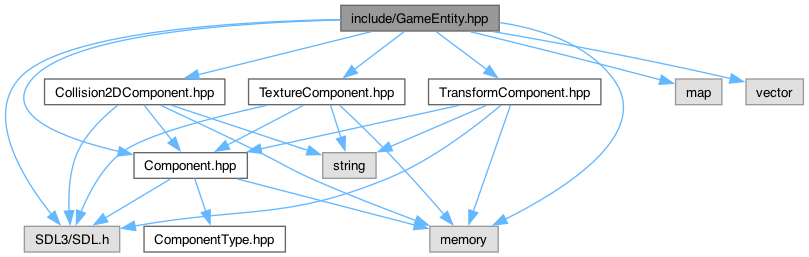 include/GameEntity.hpp
Collision2DComponent.hpp
TextureComponent.hpp
TransformComponent.hpp
map
vector
Component.hpp
string
SDL3/SDL.h
ComponentType.hpp
memory